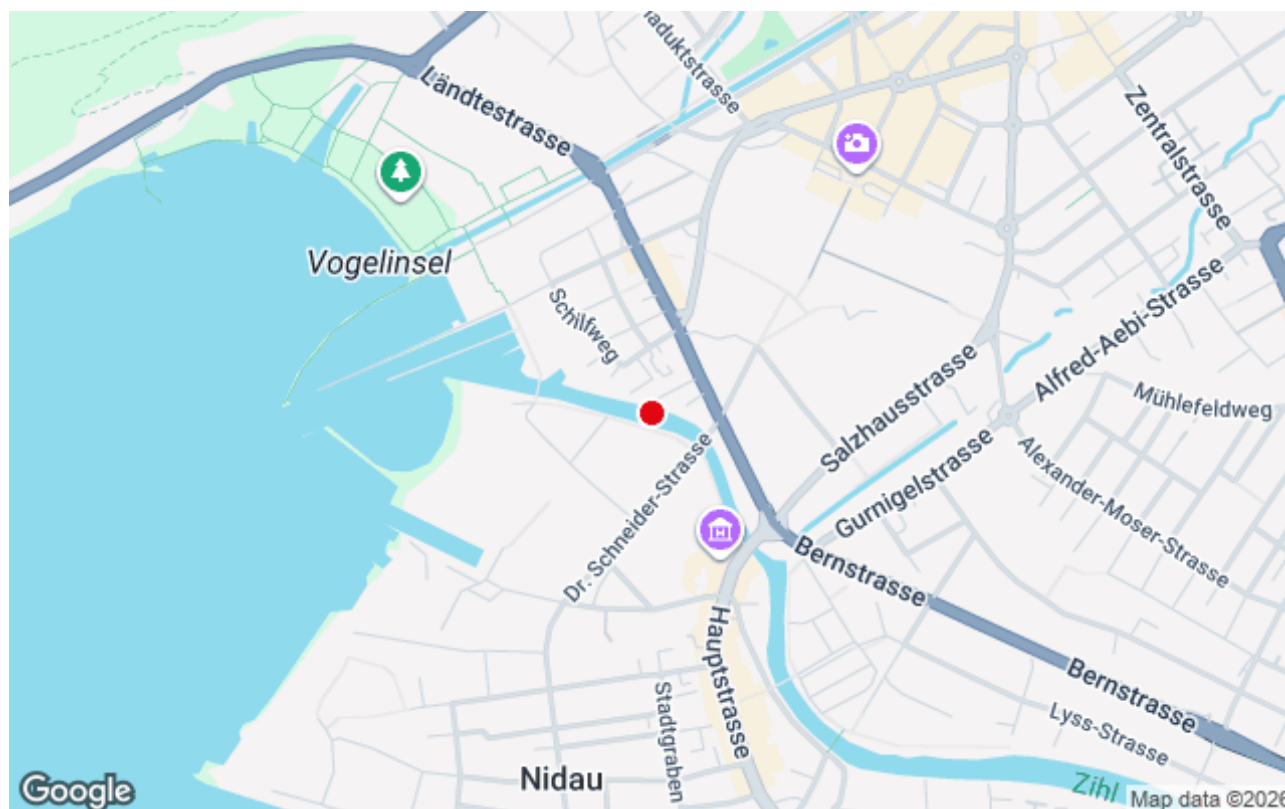 aduktstrasse
Ländtestrasse
Zentralstrasse
Vogelinsel
Schilfweg
Alfred-Aebi-Strasse
Mühlefeldweg
Salzhausstrasse
Gurnigelstrasse
Alexander-Moser-Strasse
Dr. Schneider-Strasse
Bernstrasse
Hauptstrasse
Bernstrasse
Stadtgraben
Lyss-Strasse
Nidau
Zihl
Google
Map data ©2026